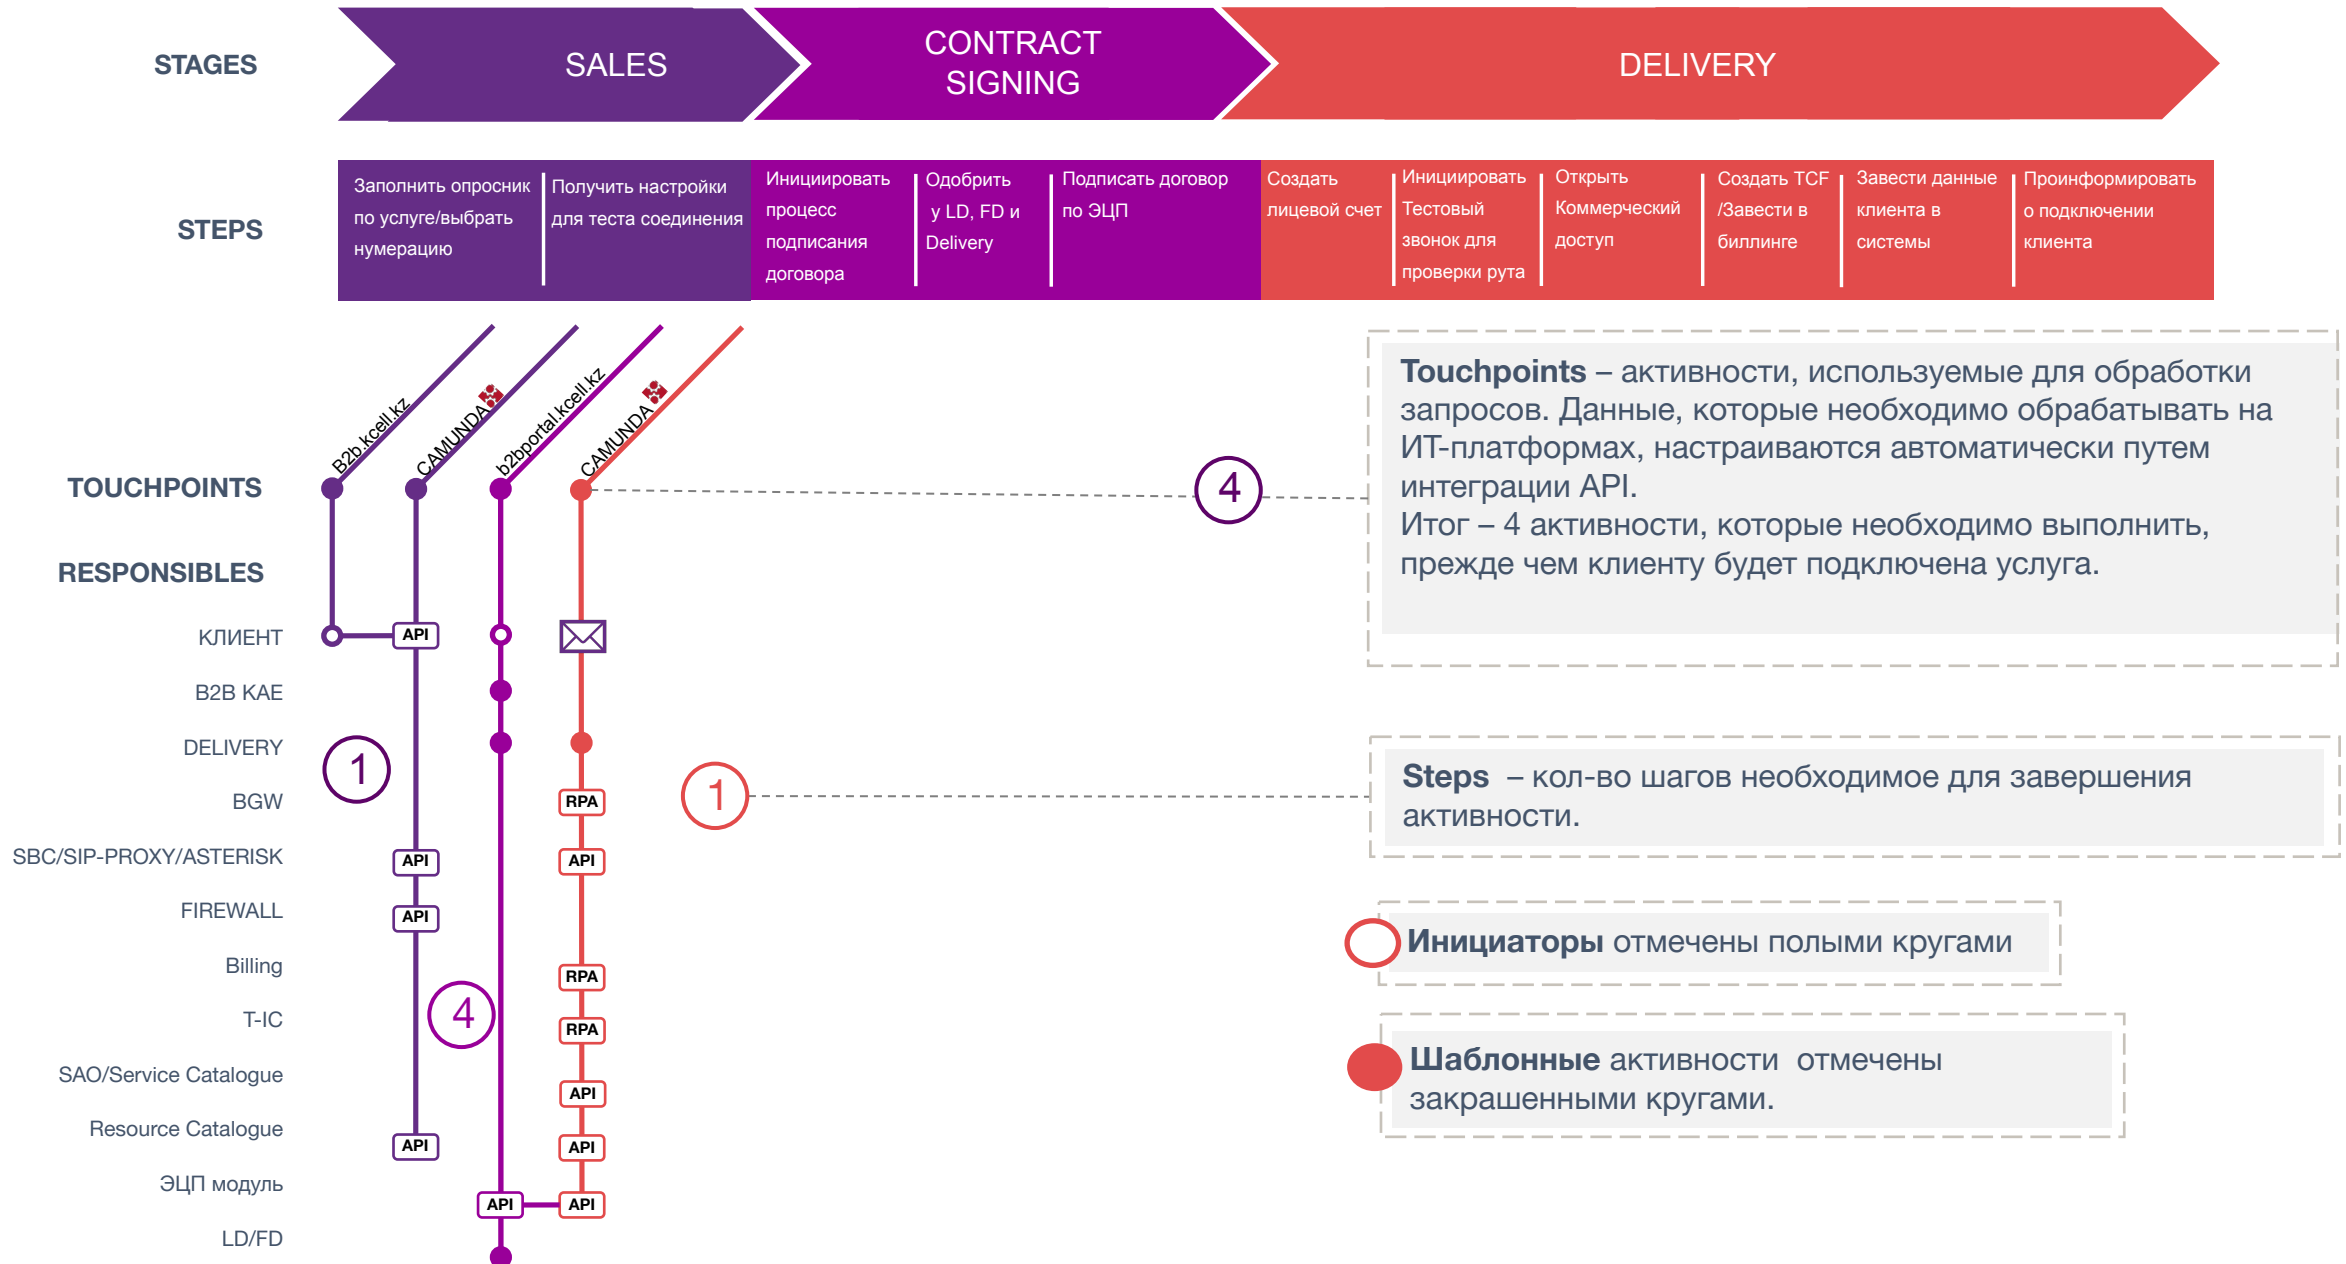 STAGES
SALES
CONTRACT
SIGNING
DELIVERY
STEPS
Заполнить опросник
по услуге/выбрать
нумерацию
Получить настройки
для теста соединения
Инициировать
процесс
подписания
договора
Одобрить
у LD, FD и
Delivery
Подписать договор
по ЭЦП
Создать
лицевой счет
Инициировать
Тестовый
звонок для
проверки рута
Открыть
Коммерческий
доступ
Создать TCF
/Завести в
биллинге
Завести данные
клиента в
системы
Проинформировать
о подключении
клиента
B2b.kcell.kz
CAMUNDA
b2bportal.kcell.kz
CAMUNDA
TOUCHPOINTS
4
Touchpoints – активности, используемые для обработки
запросов. Данные, которые необходимо обрабатывать на
ИТ-платформах, настраиваются автоматически путем
интеграции API.
Итог – 4 активности, которые необходимо выполнить,
прежде чем клиенту будет подключена услуга.
RESPONSIBLES
КЛИЕНТ
API
B2B KAE
DELIVERY
1
1
Steps – кол-во шагов необходимое для завершения
активности.
BGW
RPA
SBC/SIP-PROXY/ASTERISK
API
API
FIREWALL
API
Инициаторы отмечены полыми кругами
Billing
RPA
T-IC
4
RPA
Шаблонные активности отмечены
закрашенными кругами.
SAO/Service Catalogue
API
Resource Catalogue
API
API
ЭЦП модуль
API
API
LD/FD